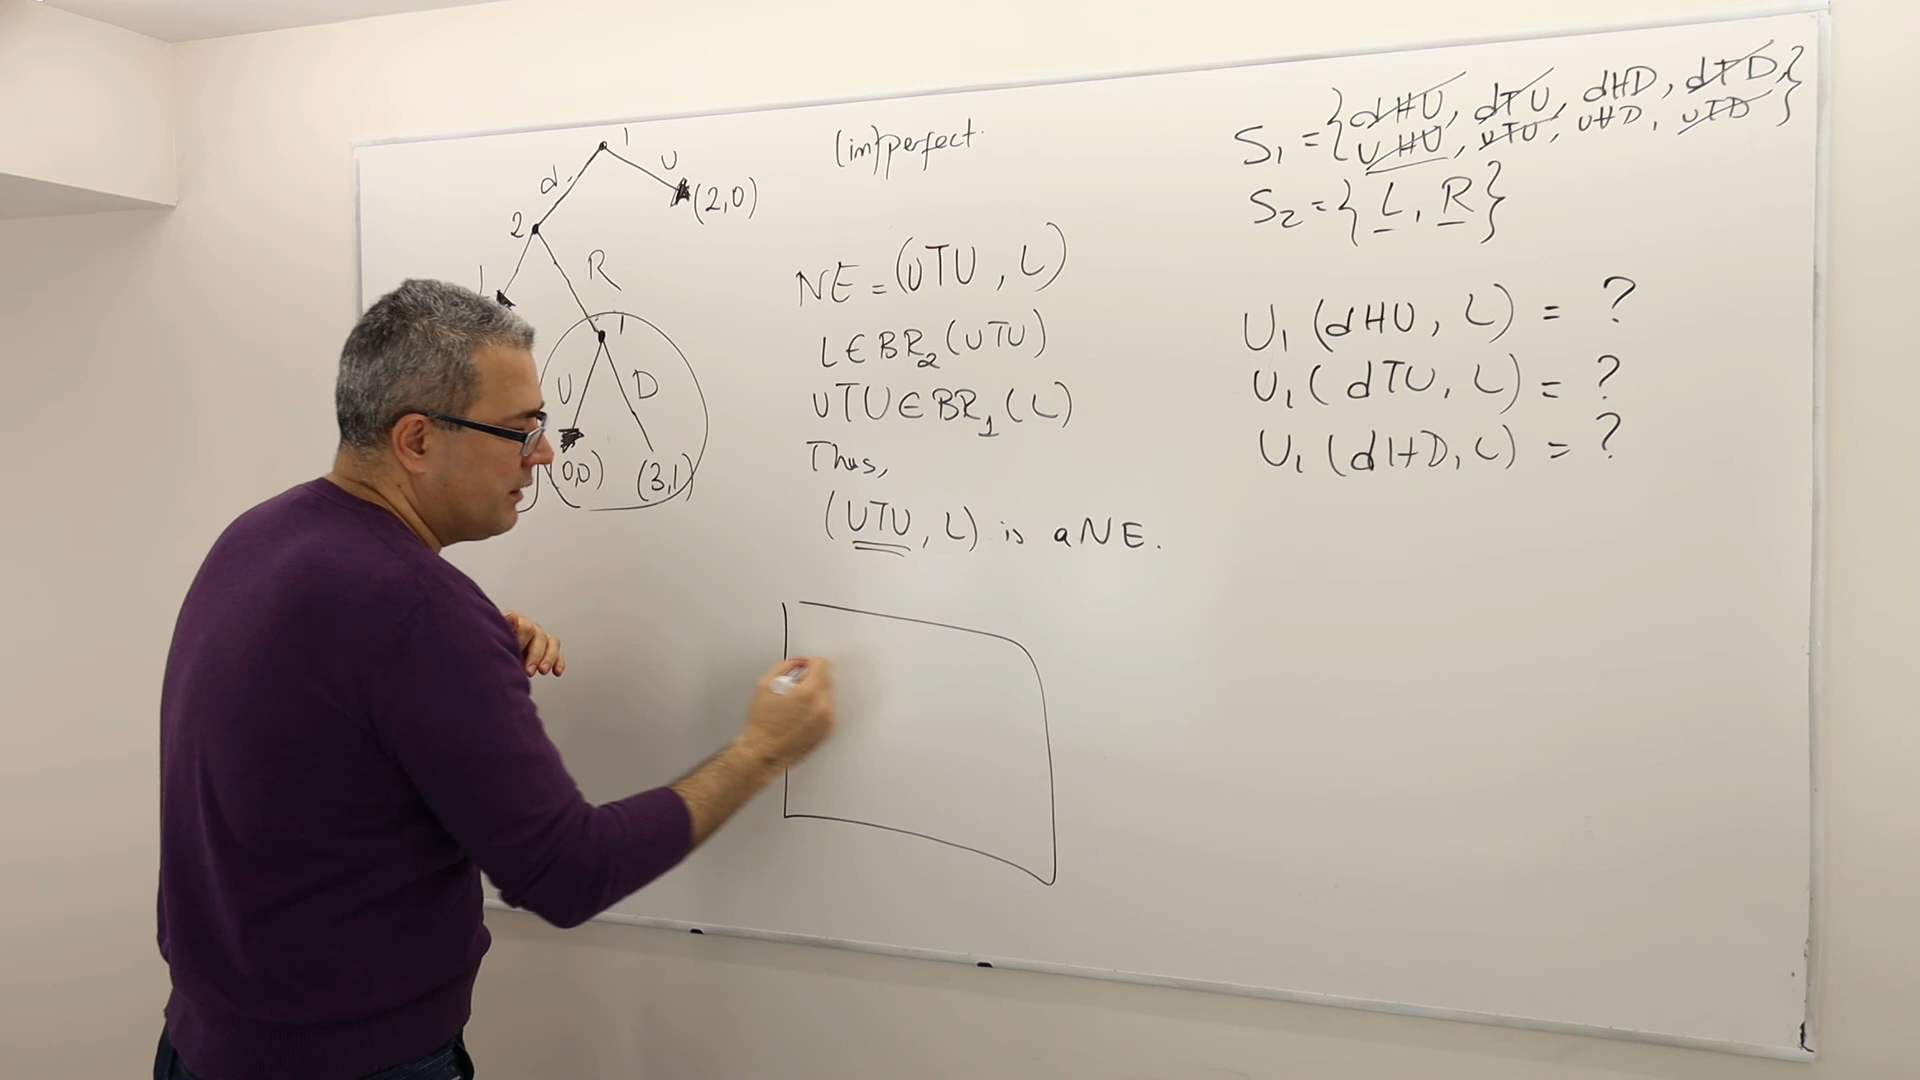 1
d
U
(2,0)
2
R
1
U
D
(0,0)
(3,1)
(im)perfect.
NE = (UTU, L)
L∈BR₂(UTU)
UTU∈BR₁(L)
Thus,
(UTU, L) is a NE.
S₁ = {dHU, dTU, dHD, dTD,
UHU, UTU, UHD, UTD}
S₂ = {L, R}
U₁(dHU, L) = ?
U₁(dTU, L) = ?
U₁(dHD, L) = ?